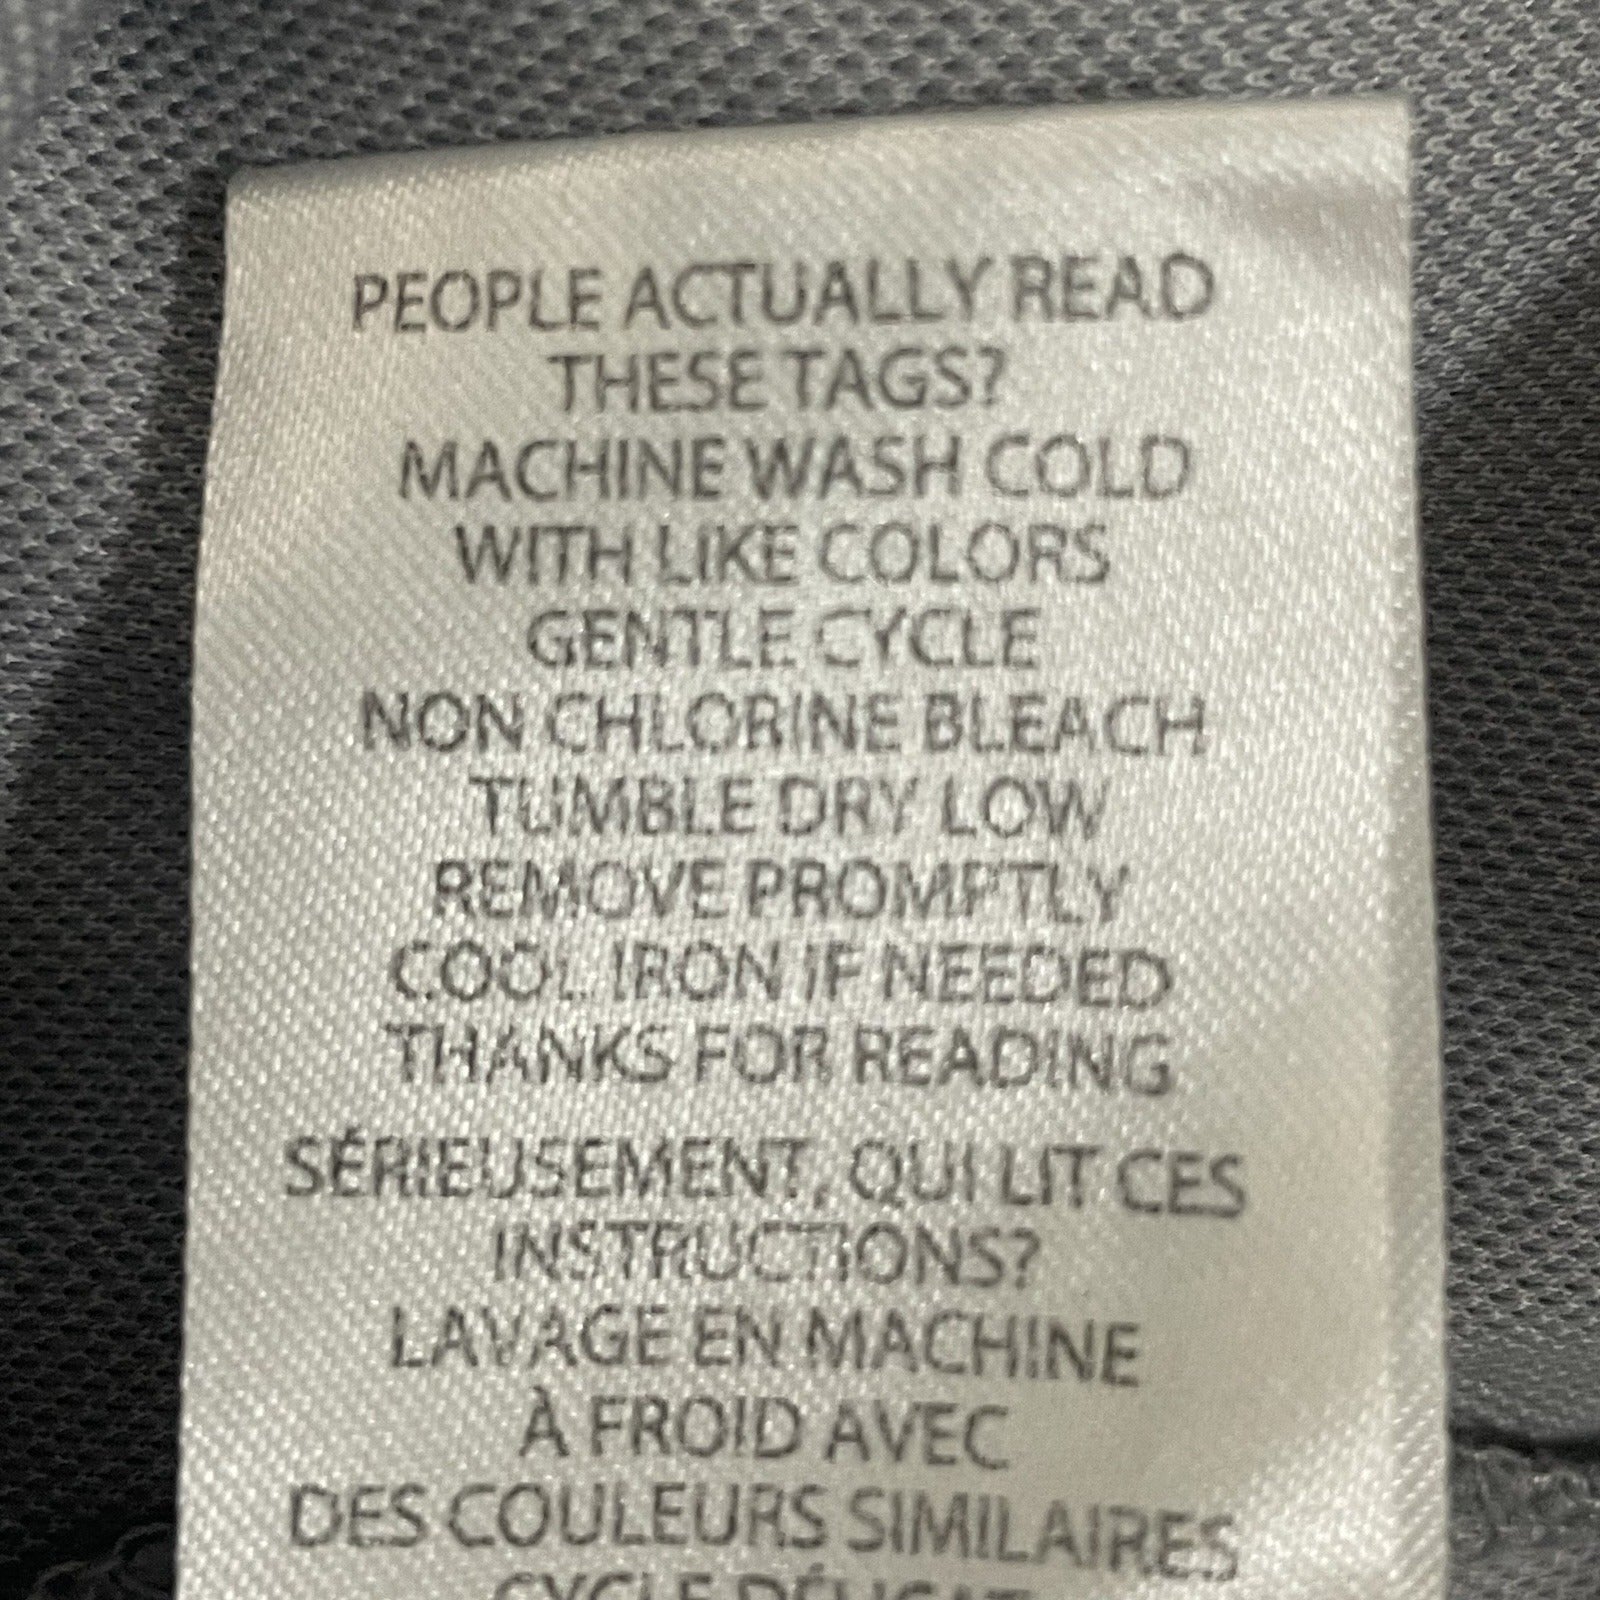 PEOPLE ACTUALLY READ
THESE TAGS?
MACHINE WASH COLD
WITH LIKE COLORS
GENTLE CYCLE
NON CHLORINE BLEACH
TUMBLE DRY LOW
REMOVE PROMPTLY
COOL IRON IF NEEDED
THANKS FOR READING
SÉRIEUSEMENT, QUI LIT CES
INSTRUCTIONS?
LAVAGE EN MACHINE
À FROID AVEC
DES COULEURS SIMILAIRES
CYCLE DÉLICAT